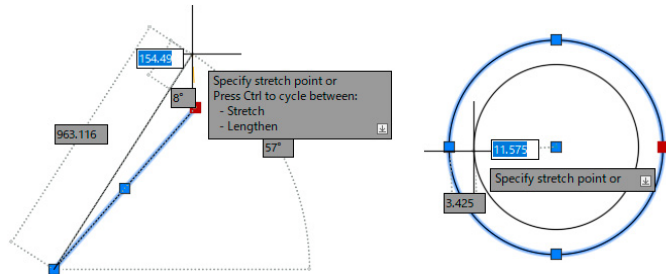 154.49
Specify stretch point or
Press Ctrl to cycle between:
- Stretch
- Lengthen
8°
963.116
57°
11.575
Specify stretch point or
3.425